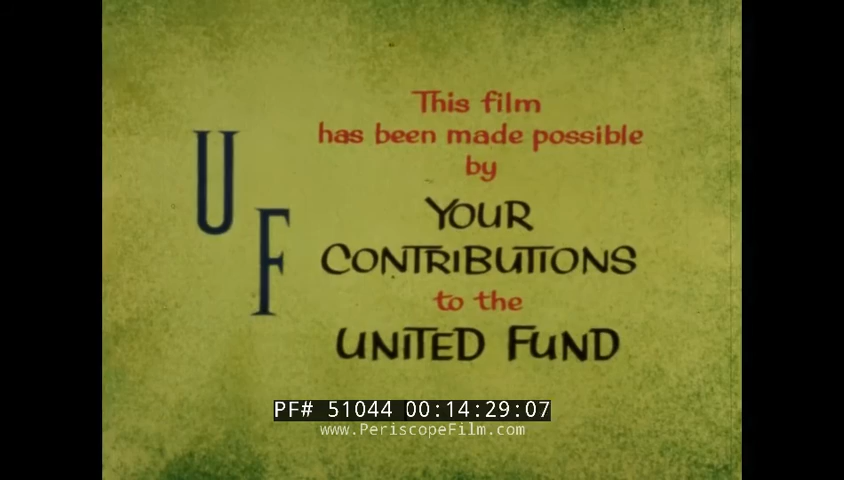 U
F
This film
has been made possible
by
YOUR
CONTRIBUTIONS
to the
UNITED FUND
PF# 51044 00:14:29:07
www.PeriscopeFilm.com